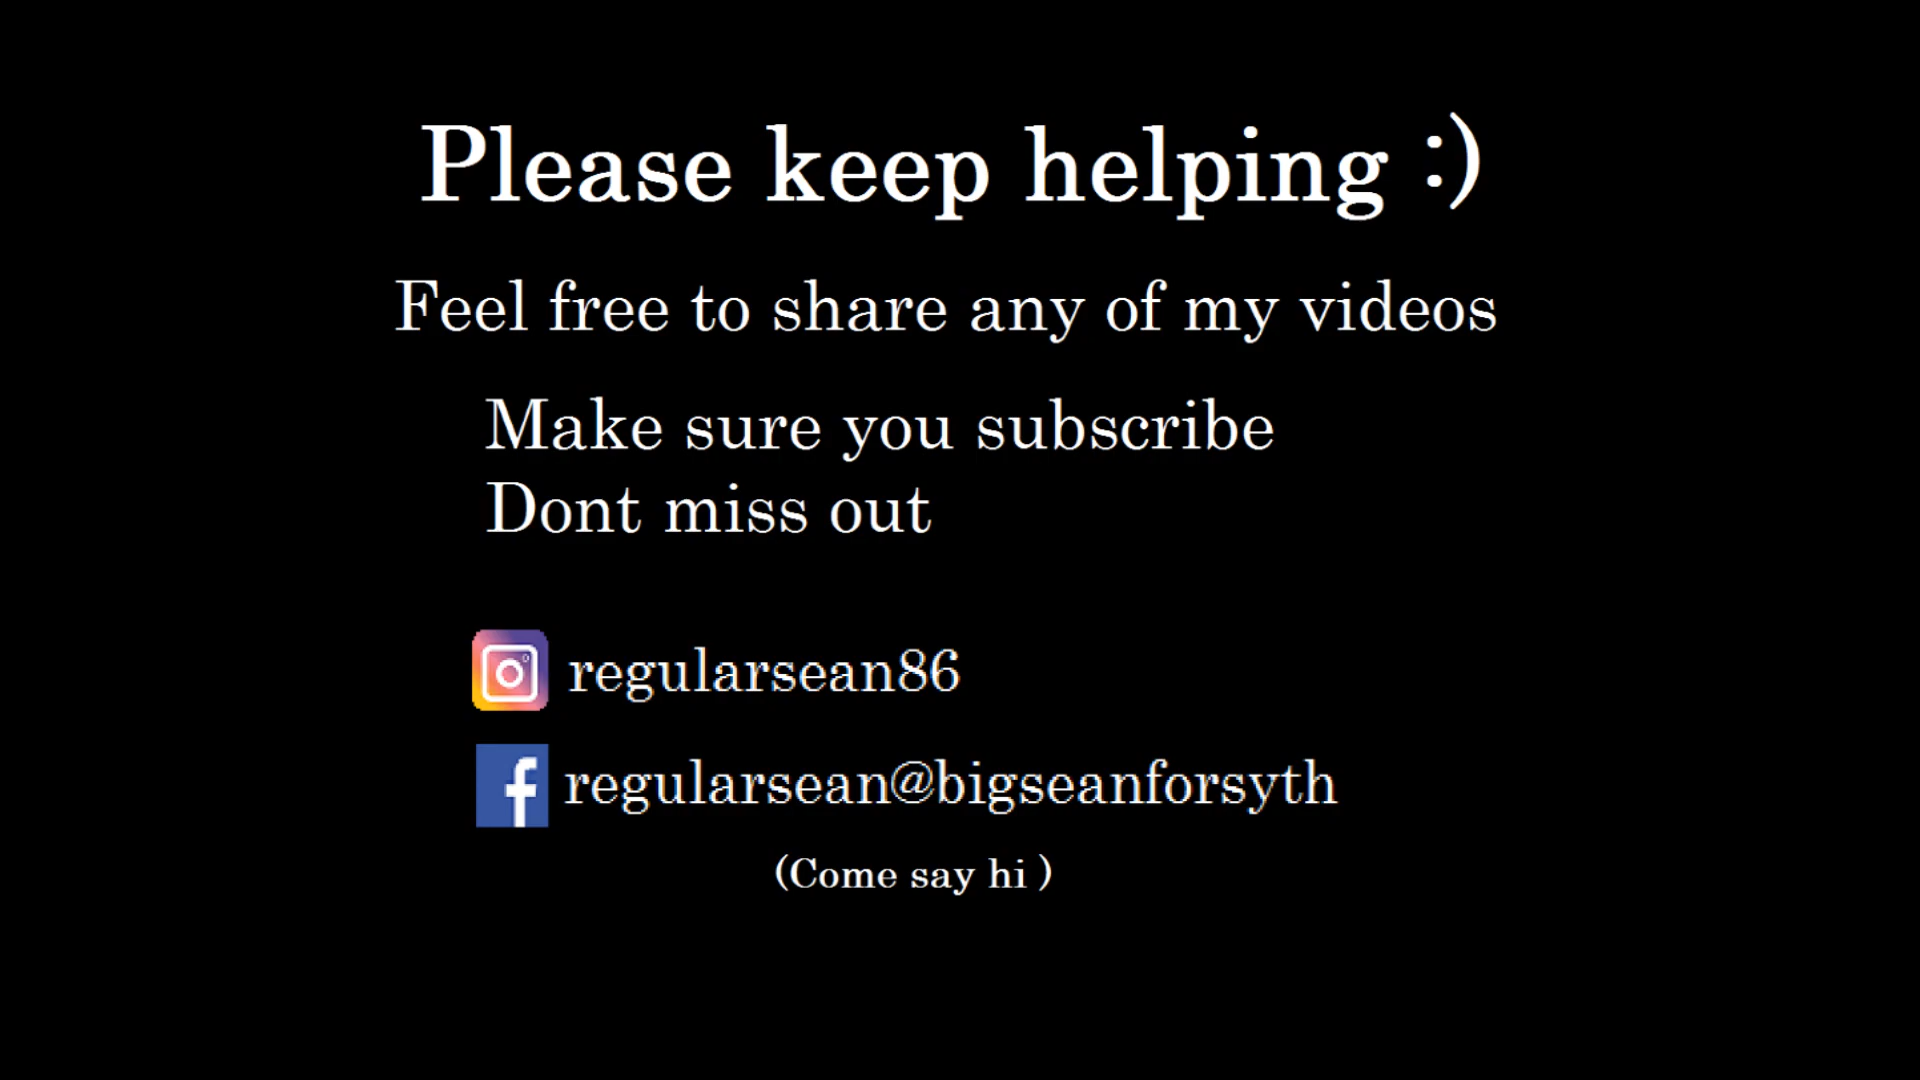 Please keep helping :)
Feel free to share any of my videos
Make sure you subscribe
Dont miss out
regularsean86
regularsean@bigseanforsyth
(Come say hi )